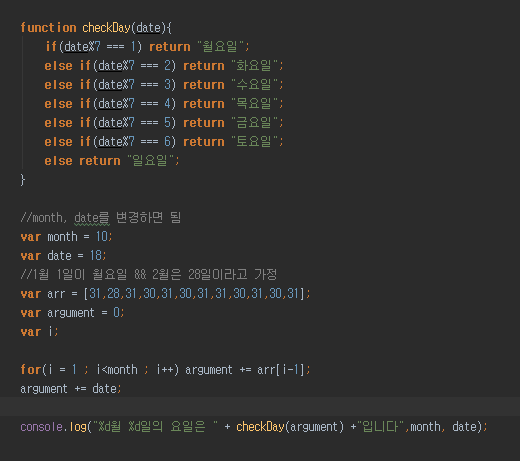 function checkDay(date){
if(date%7 === 1) return "월요일";
else if(date%7 === 2) return "화요일";
else if(date%7 === 3) return "수요일";
else if(date%7 === 4) return "목요일";
else if(date%7 === 5) return "금요일";
else if(date%7 === 6) return "토요일";
else return "일요일";
}
//month, date를 변경하면 됨
var month = 10;
var date = 18;
//1월 1일이 월요일 && 2월은 28일이라고 가정
var arr = [31,28,31,30,31,30,31,31,30,31,30,31];
var argument = 0;
var i;
for(i = 1 ; i<month ; i++) argument += arr[i-1];
argument += date;
console.log("%d월 %d일의 요일은 " + checkDay(argument) +"입니다",month, date);